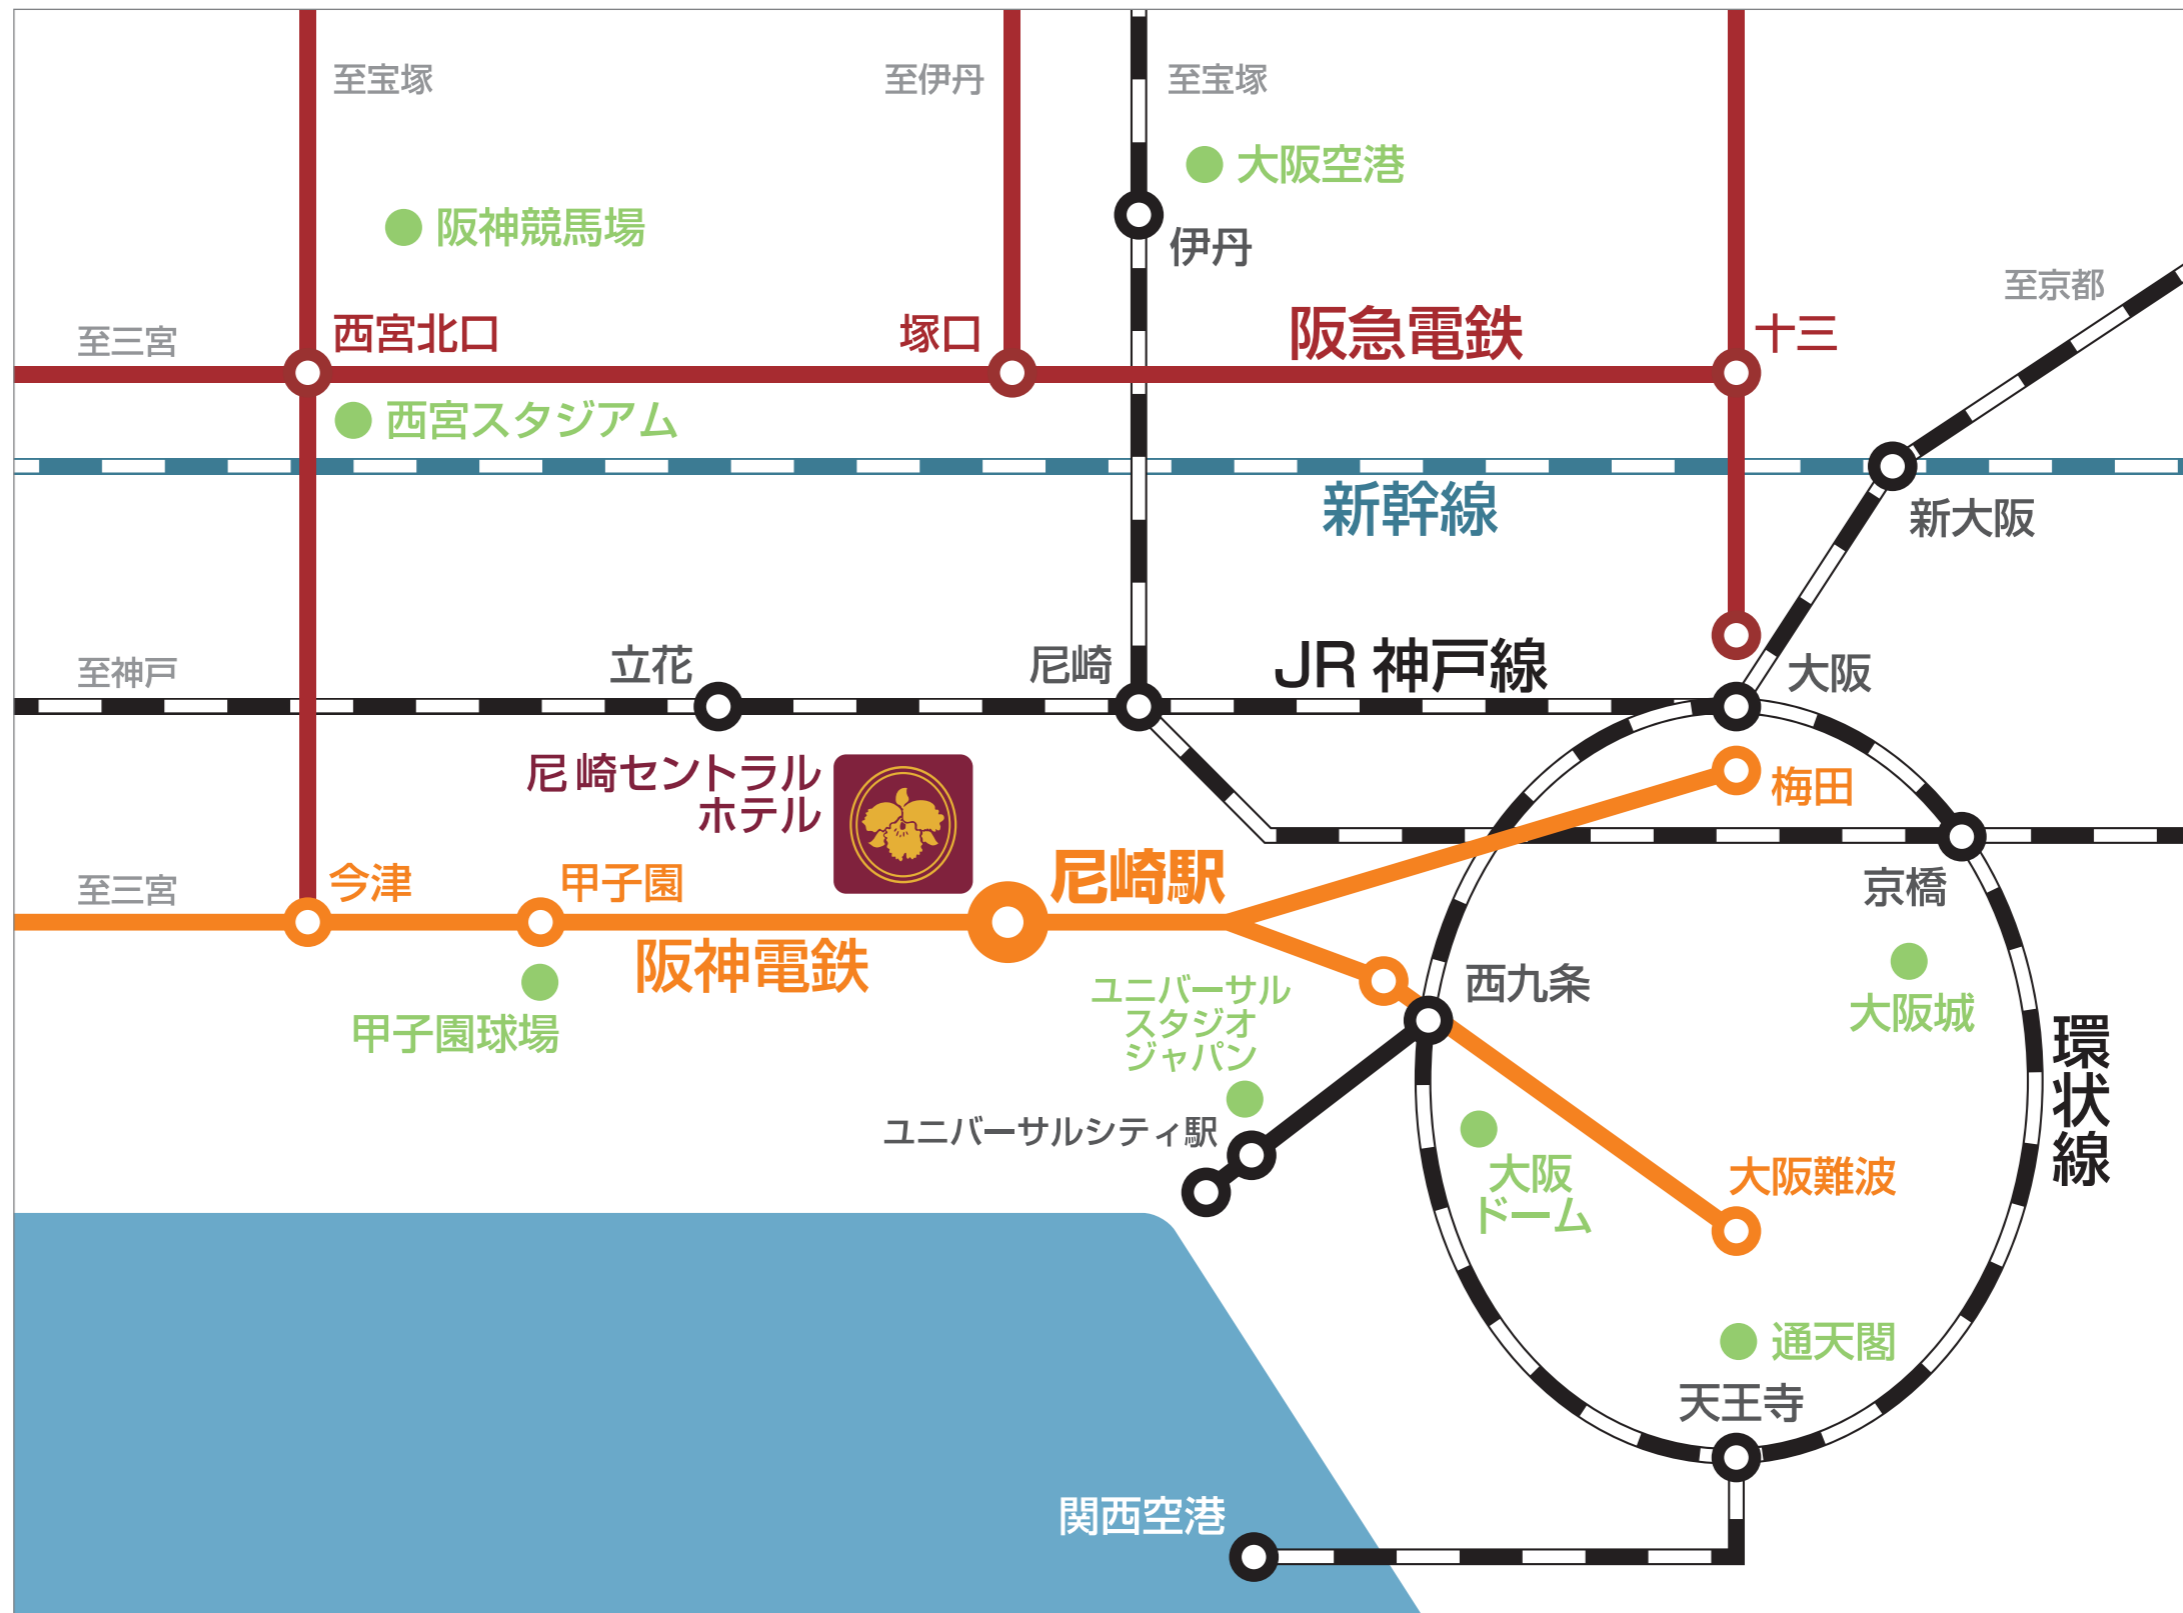 至宝塚
至伊丹
至宝塚
大阪空港
阪神競馬場
伊丹
至京都
至三宮
西宮北口
塚口
阪急電鉄
十三
西宮スタジアム
新幹線
新大阪
至神戸
立花
尼崎
JR 神戸線
大阪
尼崎セントラル
ホテル
梅田
至三宮
今津
甲子園
尼崎駅
京橋
阪神電鉄
甲子園球場
ユニバーサル
スタジオ
ジャパン
西九条
大阪城
環状線
ユニバーサルシティ駅
大阪
ドーム
大阪難波
通天閣
天王寺
関西空港